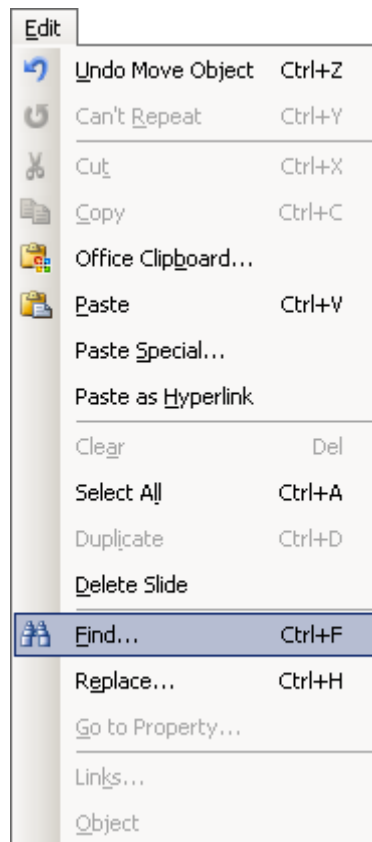 Edit
Undo Move Object Ctrl+Z
Can't Repeat Ctrl+Y
Cut Ctrl+X
Copy Ctrl+C
Office Clipboard...
Paste Ctrl+V
Paste Special...
Paste as Hyperlink
Clear Del
Select All Ctrl+A
Duplicate Ctrl+D
Delete Slide
Find... Ctrl+F
Replace... Ctrl+H
Go to Property...
Links...
Object